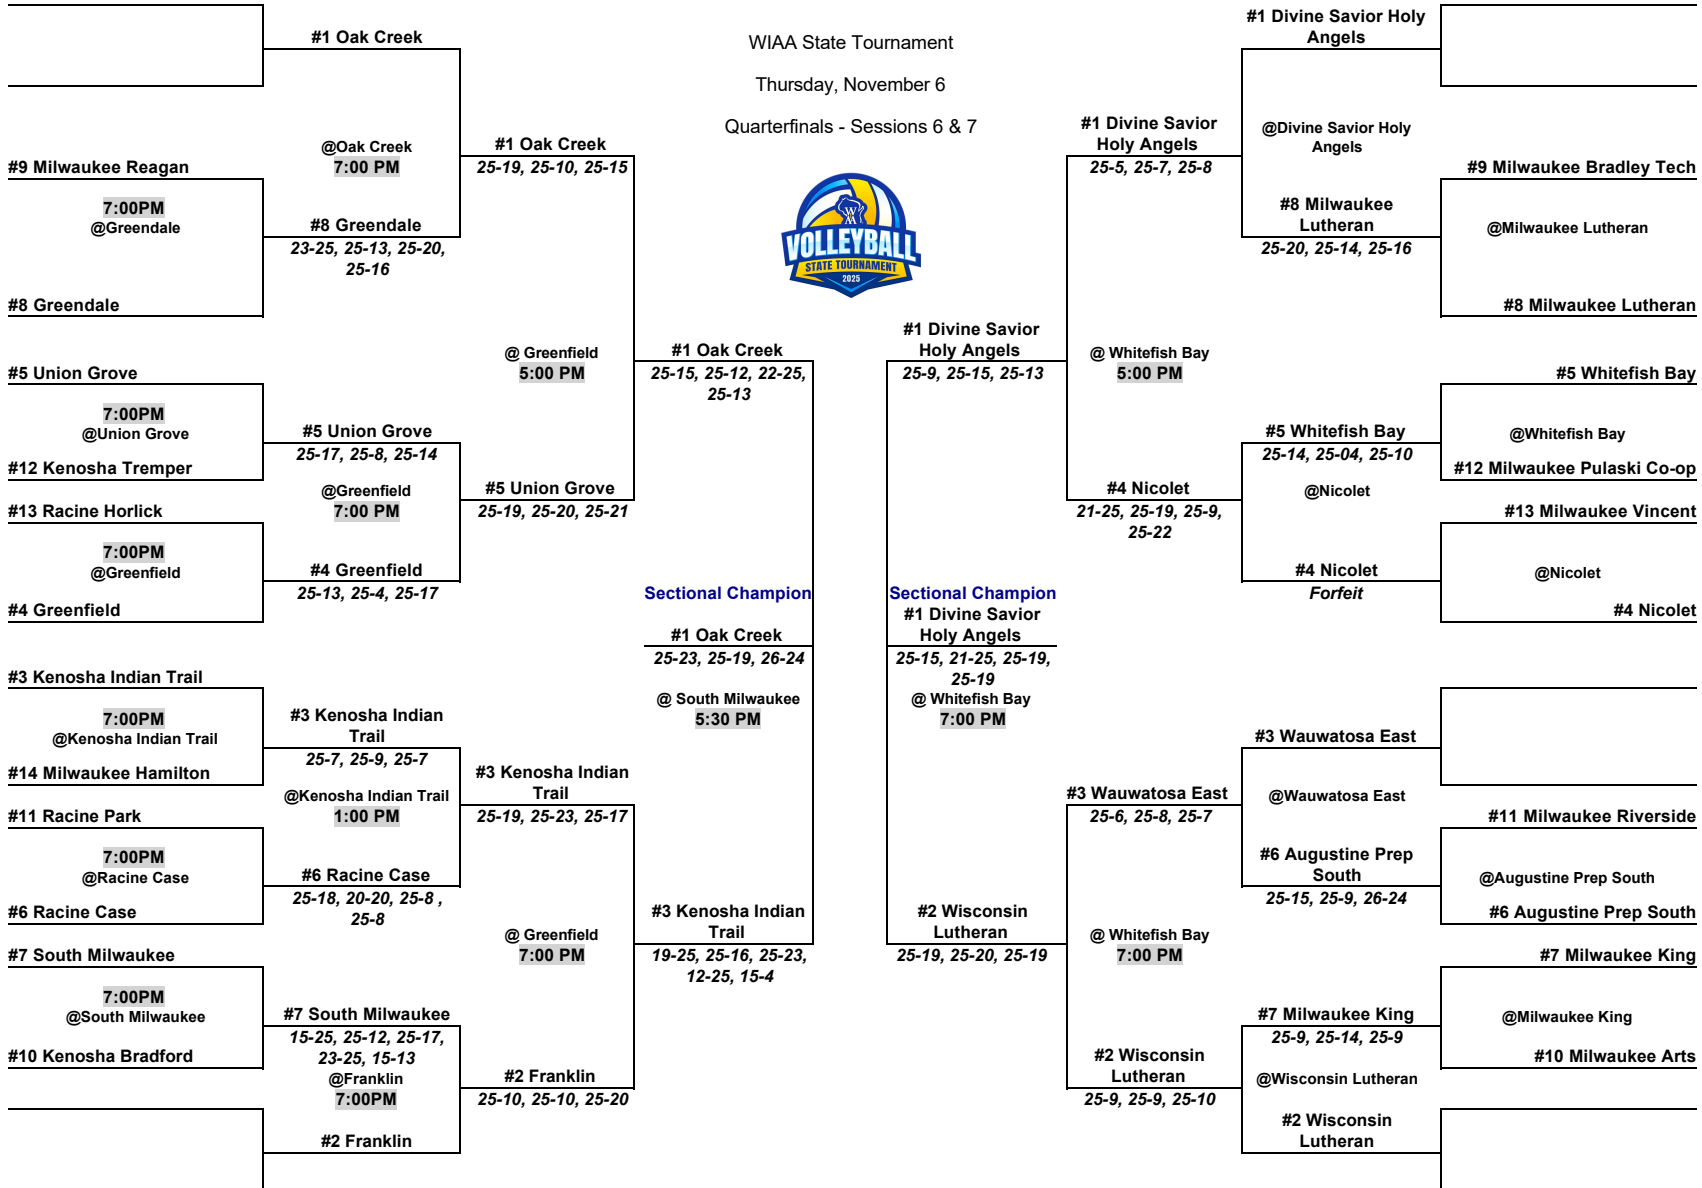 #1 Oak Creek
WIAA State Tournament
Thursday, November 6
Quarterfinals - Sessions 6 & 7
W
AA
VOLLEYBALL
STATE TOURNAMENT
2025
#9 Milwaukee Reagan
7:00PM
@Greendale
#8 Greendale
@Oak Creek
7:00 PM
#8 Greendale
23-25, 25-13, 25-20,
25-16
#1 Oak Creek
25-19, 25-10, 25-15
#5 Union Grove
7:00PM
@Union Grove
#12 Kenosha Tremper
#5 Union Grove
25-17, 25-8, 25-14
@Greenfield
7:00 PM
#13 Racine Horlick
7:00PM
@Greenfield
#4 Greenfield
#4 Greenfield
25-13, 25-4, 25-17
#5 Union Grove
25-19, 25-20, 25-21
@ Greenfield
5:00 PM
#1 Oak Creek
25-15, 25-12, 22-25,
25-13
Sectional Champion
#1 Oak Creek
25-23, 25-19, 26-24
@ South Milwaukee
5:30 PM
#3 Kenosha Indian Trail
7:00PM
@Kenosha Indian Trail
#14 Milwaukee Hamilton
#3 Kenosha Indian
Trail
25-7, 25-9, 25-7
@Kenosha Indian Trail
1:00 PM
#11 Racine Park
7:00PM
@Racine Case
#6 Racine Case
#6 Racine Case
25-18, 20-20, 25-8 ,
25-8
#3 Kenosha Indian
Trail
25-19, 25-23, 25-17
@ Greenfield
7:00 PM
#3 Kenosha Indian
Trail
19-25, 25-16, 25-23,
12-25, 15-4
#7 South Milwaukee
7:00PM
@South Milwaukee
#10 Kenosha Bradford
#7 South Milwaukee
15-25, 25-12, 25-17,
23-25, 15-13
@Franklin
7:00PM
#2 Franklin
#2 Franklin
25-10, 25-10, 25-20
#1 Divine Savior Holy
Angels
@Divine Savior Holy
Angels
#1 Divine Savior
Holy Angels
25-5, 25-7, 25-8
#9 Milwaukee Bradley Tech
@Milwaukee Lutheran
#8 Milwaukee Lutheran
#8 Milwaukee
Lutheran
25-20, 25-14, 25-16
#1 Divine Savior
Holy Angels
25-9, 25-15, 25-13
@ Whitefish Bay
5:00 PM
#5 Whitefish Bay
@Whitefish Bay
#12 Milwaukee Pulaski Co-op
#5 Whitefish Bay
25-14, 25-04, 25-10
@Nicolet
#4 Nicolet
21-25, 25-19, 25-9,
25-22
#13 Milwaukee Vincent
@Nicolet
#4 Nicolet
#4 Nicolet
Forfeit
Sectional Champion
#1 Divine Savior
Holy Angels
25-15, 21-25, 25-19,
25-19
@ Whitefish Bay
7:00 PM
#3 Wauwatosa East
@Wauwatosa East
#3 Wauwatosa East
25-6, 25-8, 25-7
#11 Milwaukee Riverside
@Augustine Prep South
#6 Augustine Prep South
#6 Augustine Prep
South
25-15, 25-9, 26-24
#2 Wisconsin
Lutheran
25-19, 25-20, 25-19
@ Whitefish Bay
7:00 PM
#7 Milwaukee King
@Milwaukee King
#10 Milwaukee Arts
#7 Milwaukee King
25-9, 25-14, 25-9
@Wisconsin Lutheran
#2 Wisconsin
Lutheran
25-9, 25-9, 25-10
#2 Wisconsin
Lutheran